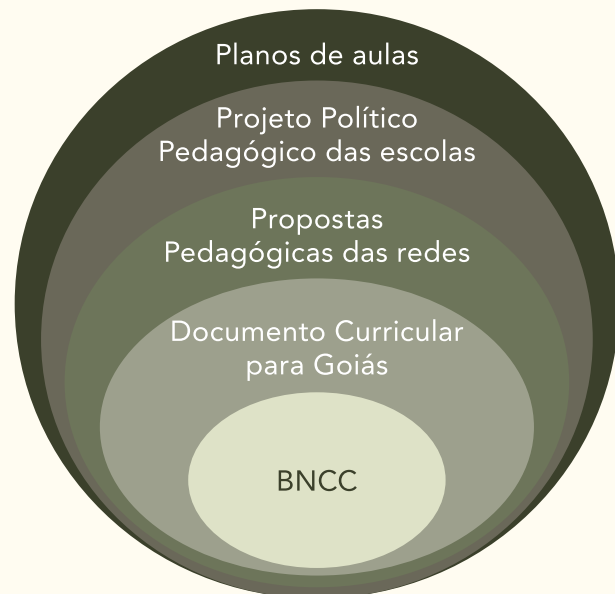 Planos de aulas
Projeto Político
Pedagógico das escolas
Propostas
Pedagógicas das redes
Documento Curricular
para Goiás
BNCC